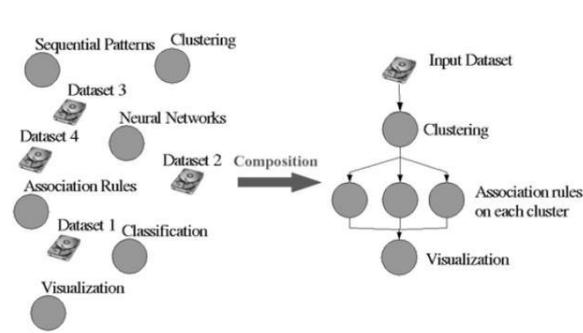 Sequential Patterns
Clustering
Dataset 3
Neural Networks
Dataset 4
Dataset 2
Association Rules
Dataset 1
Classification
Visualization
Composition
Input Dataset
Clustering
Association rules
on each cluster
Visualization